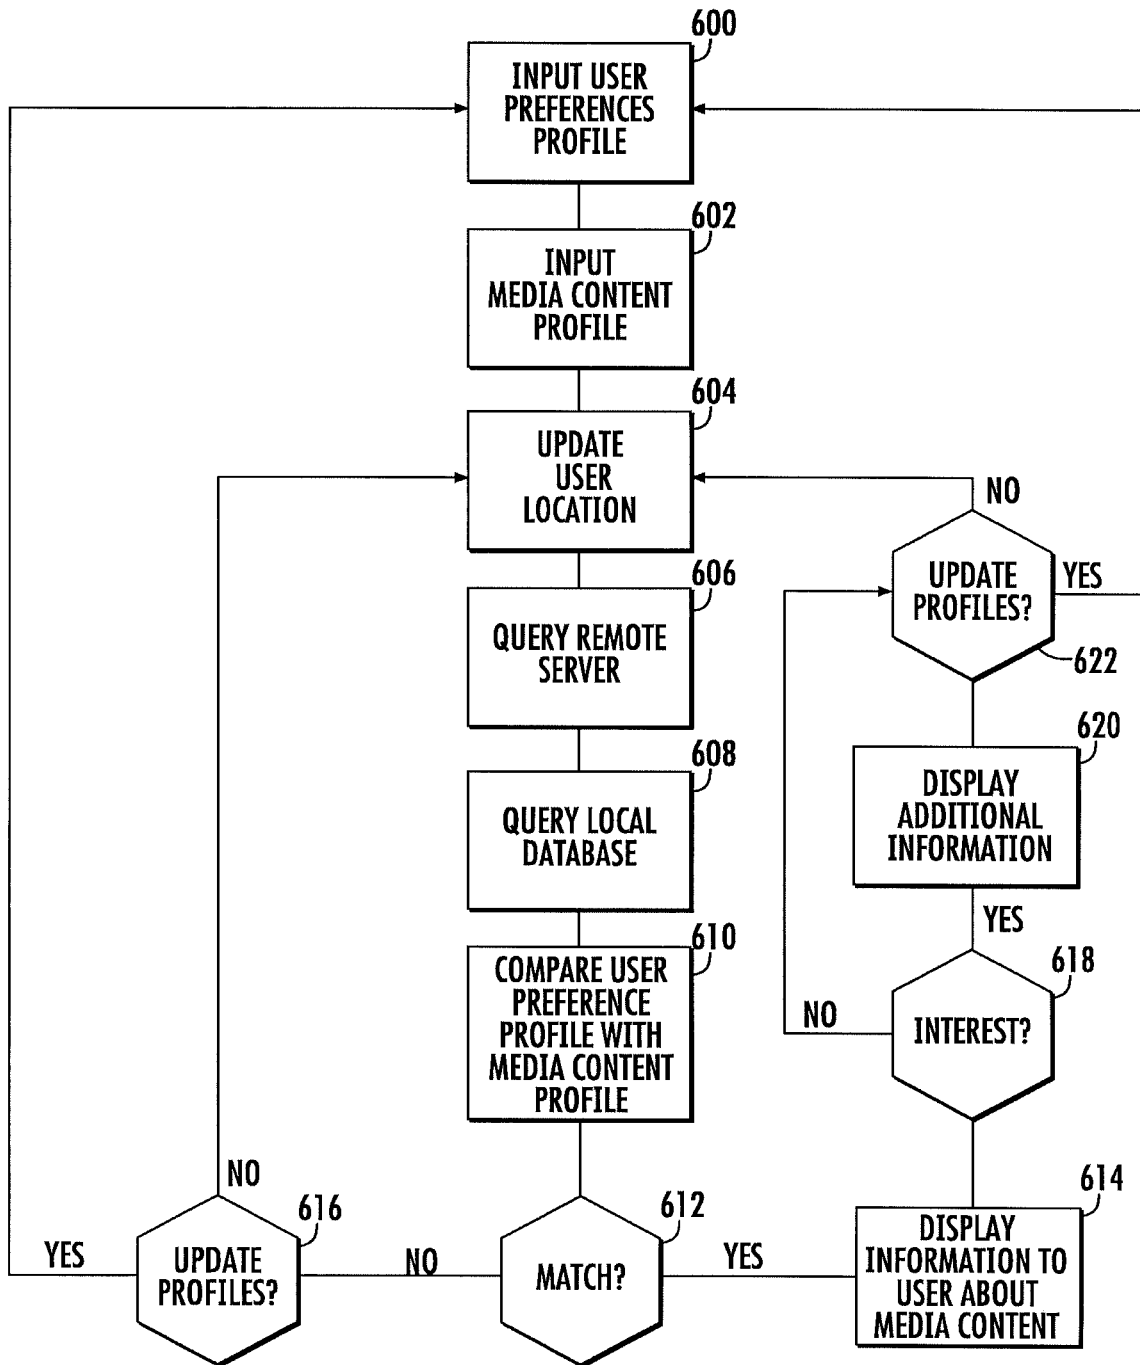 600
INPUT USER
PREFERENCES
PROFILE
602
INPUT
MEDIA CONTENT
PROFILE
604
UPDATE
USER
LOCATION
606
QUERY REMOTE
SERVER
608
QUERY LOCAL
DATABASE
610
COMPARE USER
PREFERENCE
PROFILE WITH
MEDIA CONTENT
PROFILE
612
MATCH?
NO
YES
616
UPDATE
PROFILES?
NO
YES
614
DISPLAY
INFORMATION TO
USER ABOUT
MEDIA CONTENT
618
INTEREST?
NO
YES
620
DISPLAY
ADDITIONAL
INFORMATION
622
UPDATE
PROFILES?
NO
YES